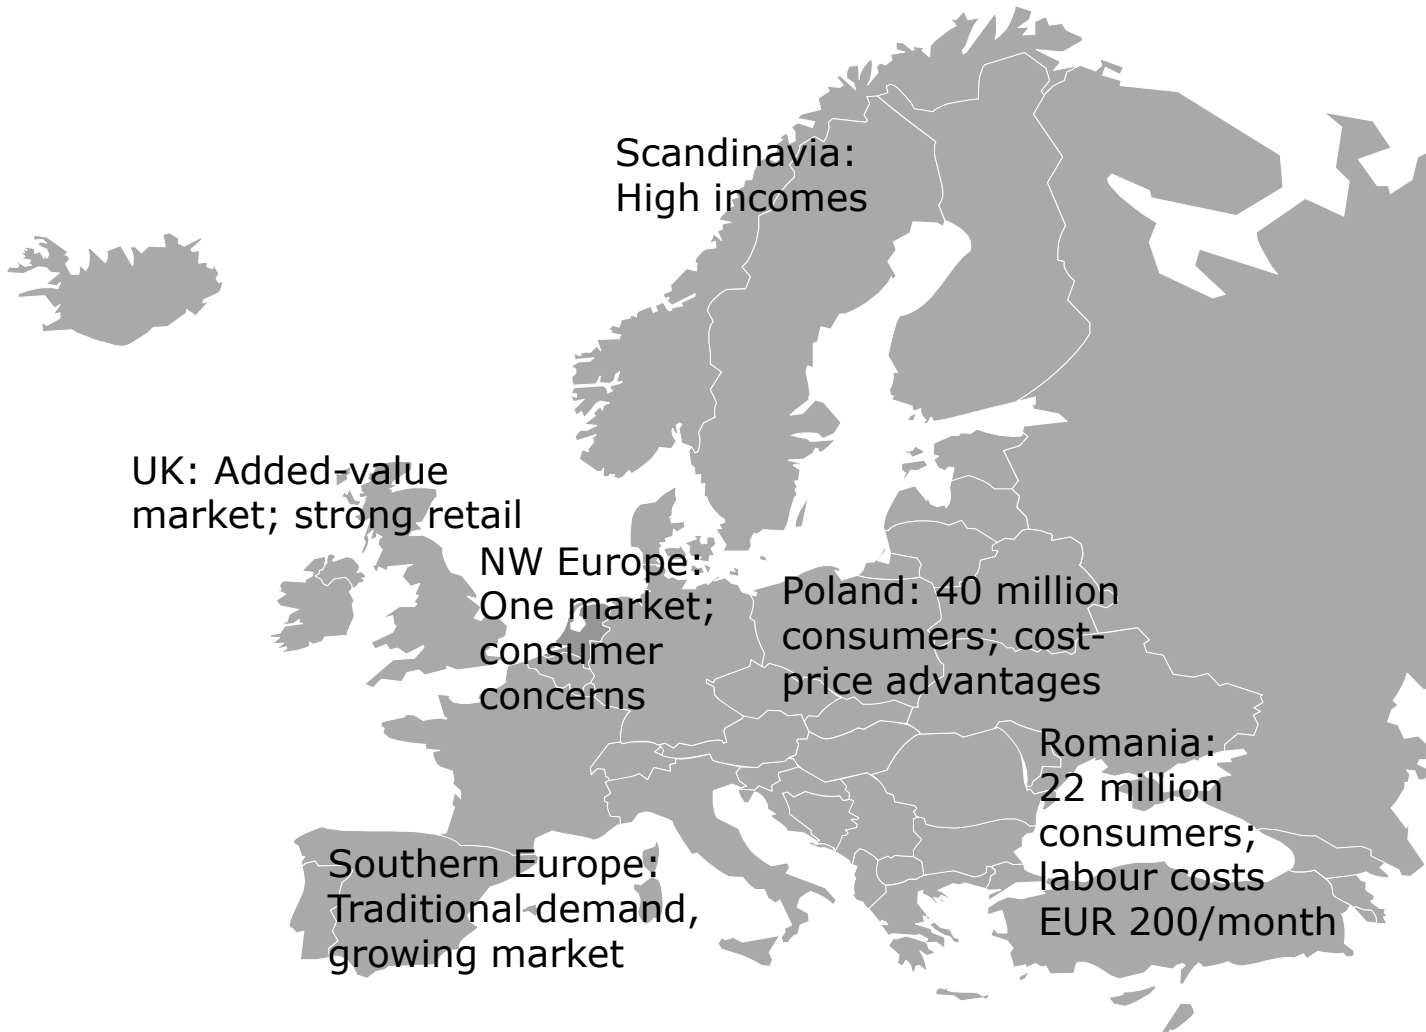 Scandinavia:
High incomes
UK: Added-value
market; strong retail
NW Europe:
One market;
consumer
concerns
Poland: 40 million
consumers; cost-
price advantages
Romania:
22 million
consumers;
labour costs
EUR 200/month
Southern Europe:
Traditional demand,
growing market